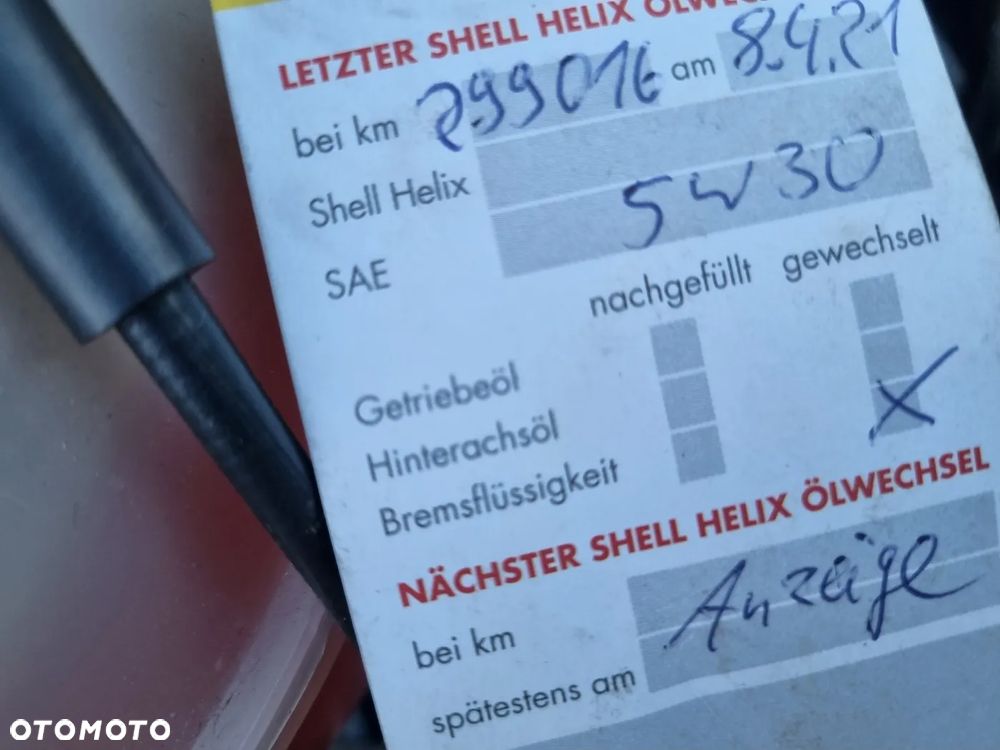 LETZTER SHELL HELIX ÖLWEC
bei km 299016 am 8.4.21
Shell Helix
SAE 5W30
nachgefüllt gewechselt
Getriebeöl
Hinterachsöl
Bremsflüssigkeit X
NÄCHSTER SHELL HELIX ÖLWECHSEL
bei km Anzeige
spätestens am
OTOMOTO